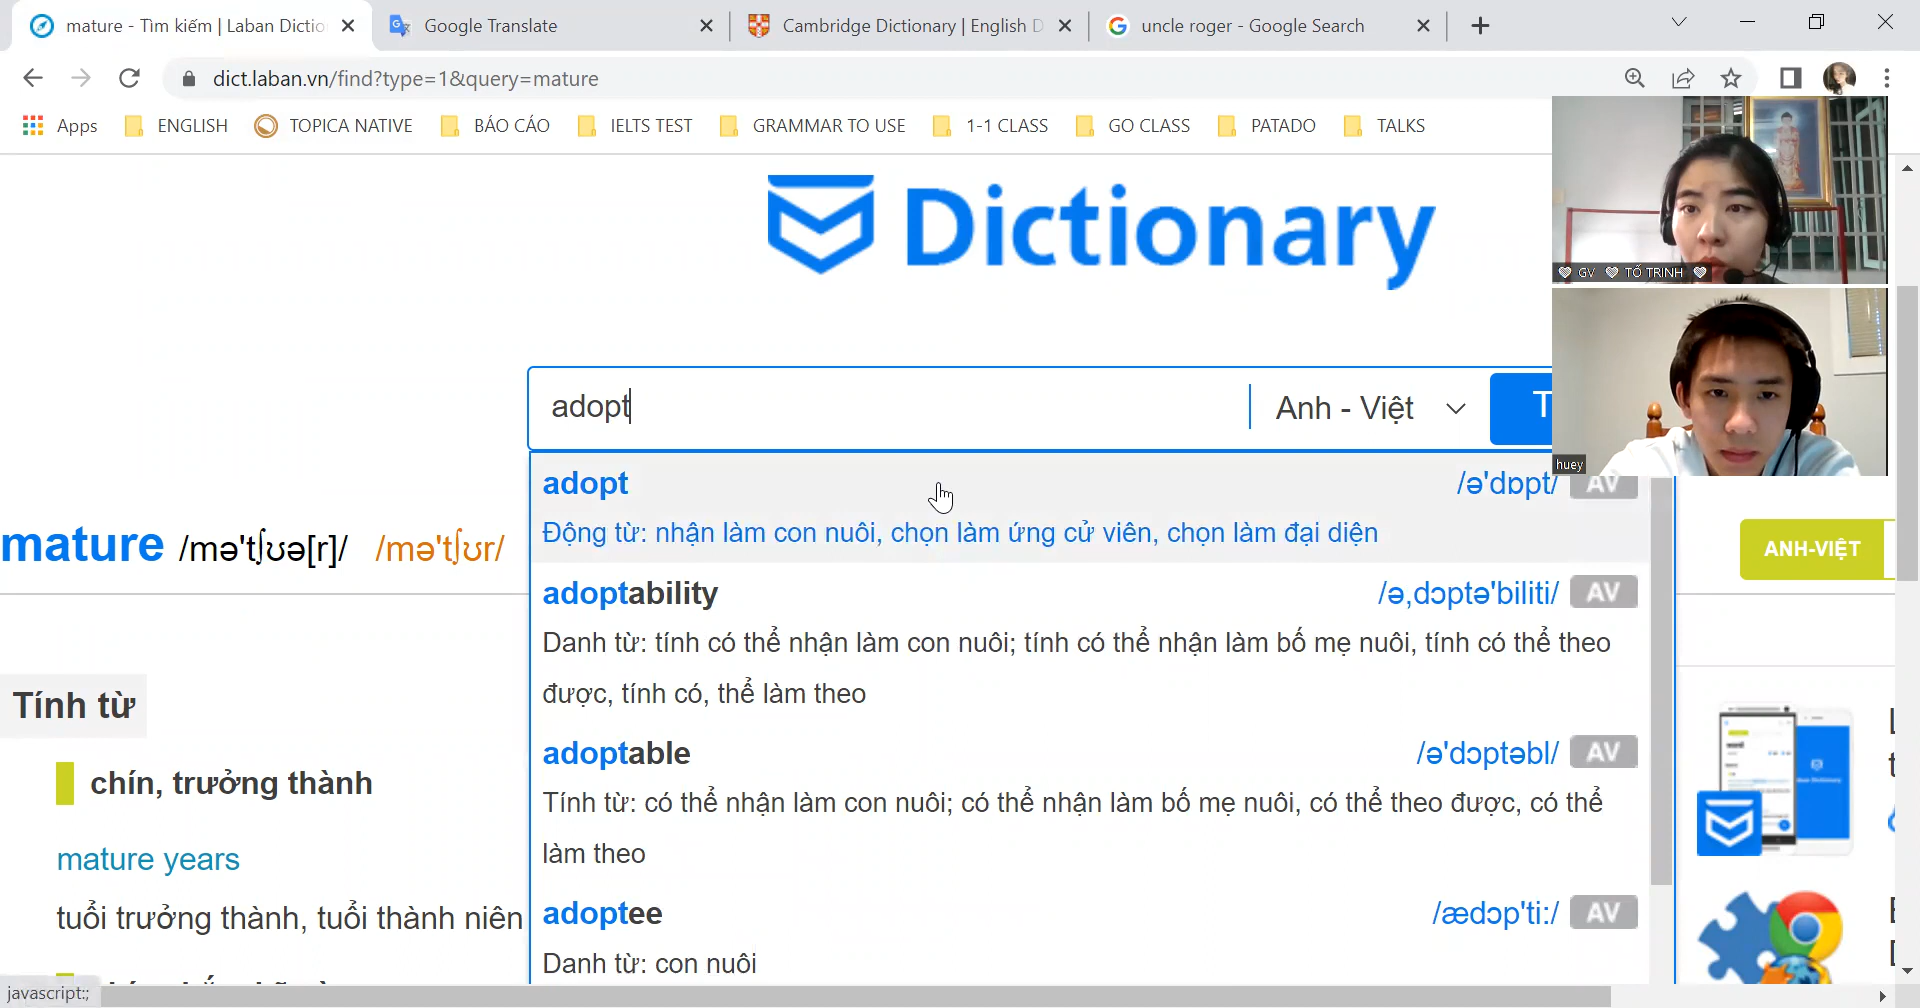 mature - Tìm kiếm | Laban Dictio
Google Translate
Cambridge Dictionary | English D
uncle roger - Google Search
dict.laban.vn/find?type=1&query=mature
Apps
ENGLISH
TOPICA NATIVE
BÁO CÁO
IELTS TEST
GRAMMAR TO USE
1-1 CLASS
GO CLASS
PATADO
TALKS
Dictionary
GV TỐ TRINH
adopt
Anh - Việt
T
huey
adopt /ə'dɒpt/ AV
Động từ: nhận làm con nuôi, chọn làm ứng cử viên, chọn làm đại diện
mature /mə't∫ʊə[r]/ /mə't∫ʊr/
ANH-VIỆT
adoptability /ə,dɔptə'biliti/ AV
Danh từ: tính có thể nhận làm con nuôi; tính có thể nhận làm bố mẹ nuôi, tính có thể theo
được, tính có, thể làm theo
Tính từ
adoptable /ə'dɔptəbl/ AV
chín, trưởng thành
Tính từ: có thể nhận làm con nuôi; có thể nhận làm bố mẹ nuôi, có thể theo được, có thể
làm theo
mature years
tuổi trưởng thành, tuổi thành niên
adoptee /ædɔp'ti:/ AV
Danh từ: con nuôi
javascript:;